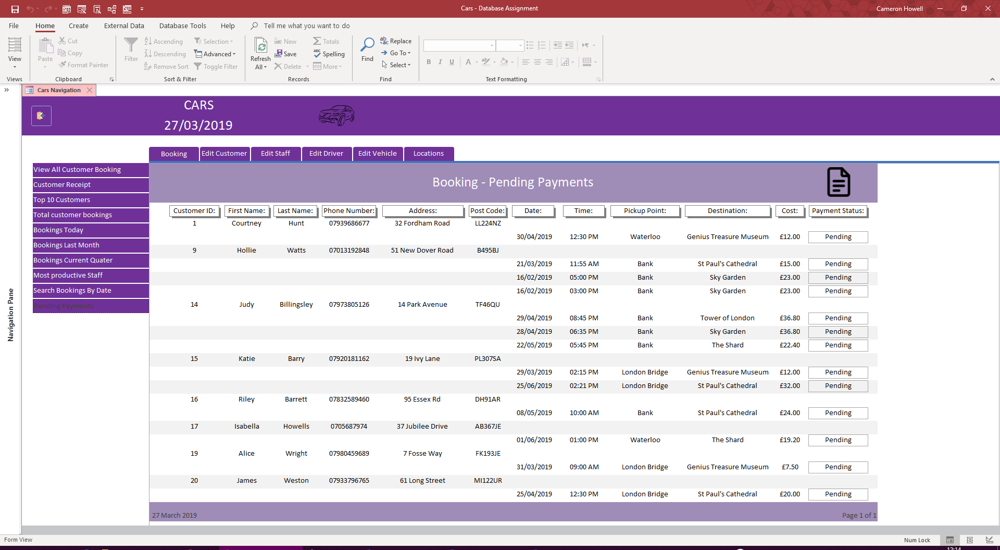 Cars - Database Assignment
Cameron Howell
File Home Create External Data Database Tools Help Tell me what you want to do
View
Views
Paste
Cut
Copy
Format Painter
Clipboard
Filter
Ascending
Descending
Remove Sort
Selection
Advanced
Toggle Filter
Sort & Filter
Refresh
All
New
Save
Delete
Totals
Spelling
More
Records
Find
Replace
Go To
Select
Find
B I U
Text Formatting
Cars Navigation
CARS
27/03/2019
Booking Edit Customer Edit Staff Edit Driver Edit Vehicle Locations
Navigation Pane
View All Customer Booking
Customer Receipt
Top 10 Customers
Total customer bookings
Bookings Today
Bookings Last Month
Bookings Current Quater
Most productive Staff
Search Bookings By Date
Pending Payments
Booking - Pending Payments
Customer ID: First Name: Last Name: Phone Number: Address: Post Code: Date: Time: Pickup Point: Destination: Cost: Payment Status:
1 Courtney Hunt 07939686677 32 Fordham Road LL224NZ
30/04/2019 12:30 PM Waterloo Genius Treasure Museum £12.00 Pending
9 Hollie Watts 07013192848 51 New Dover Road B495BJ
21/03/2019 11:55 AM Bank St Paul's Cathedral £15.00 Pending
16/02/2019 05:00 PM Bank Sky Garden £23.00 Pending
16/02/2019 03:00 PM Bank Sky Garden £23.00 Pending
14 Judy Billingsley 07973805126 14 Park Avenue TF46QU
29/04/2019 08:45 PM Bank Tower of London £36.80 Pending
28/04/2019 06:35 PM Bank Sky Garden £36.80 Pending
22/05/2019 05:45 PM Bank The Shard £22.40 Pending
15 Katie Barry 07920181162 19 Ivy Lane PL307SA
29/03/2019 02:15 PM London Bridge Genius Treasure Museum £12.00 Pending
25/06/2019 02:21 PM London Bridge St Paul's Cathedral £32.00 Pending
16 Riley Barrett 07832589460 95 Essex Rd DH91AR
08/05/2019 10:00 AM Bank St Paul's Cathedral £24.00 Pending
17 Isabella Howells 0705687974 37 Jubilee Drive AB367JE
01/06/2019 01:00 PM Waterloo The Shard £19.20 Pending
19 Alice Wright 07980459689 7 Fosse Way FK193JE
31/03/2019 09:00 AM London Bridge Genius Treasure Museum £7.50 Pending
20 James Weston 07933796765 61 Long Street MI122UR
25/04/2019 12:30 PM London Bridge St Paul's Cathedral £20.00 Pending
27 March 2019
Page 1 of 1
Form View
Num Lock
12:14